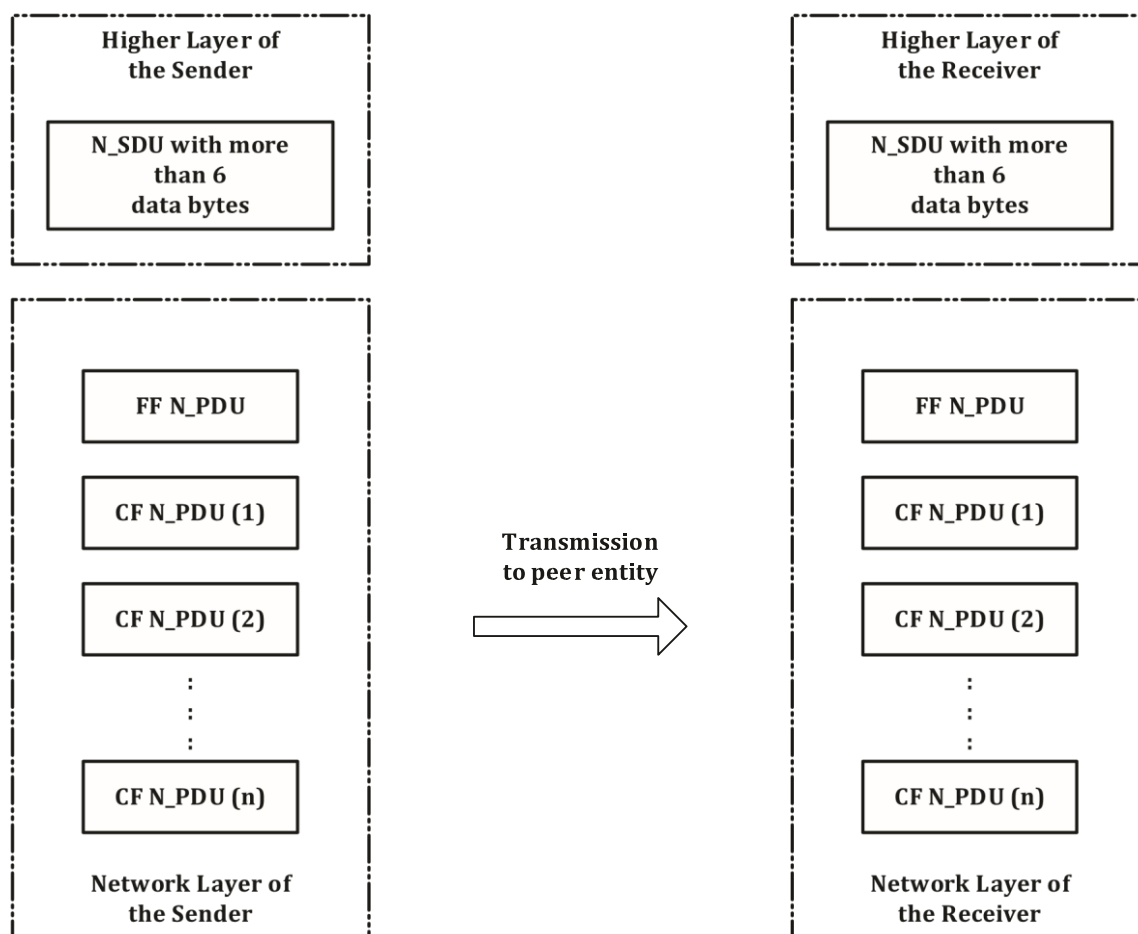 Higher Layer of
the Sender
N_SDU with more
than 6
data bytes
FF N_PDU
CF N_PDU (1)
CF N_PDU (2)
:
:
:
CF N_PDU (n)
Network Layer of
the Sender
Transmission
to peer entity
Higher Layer of
the Receiver
N_SDU with more
than 6
data bytes
FF N_PDU
CF N_PDU (1)
CF N_PDU (2)
:
:
:
CF N_PDU (n)
Network Layer of
the Receiver